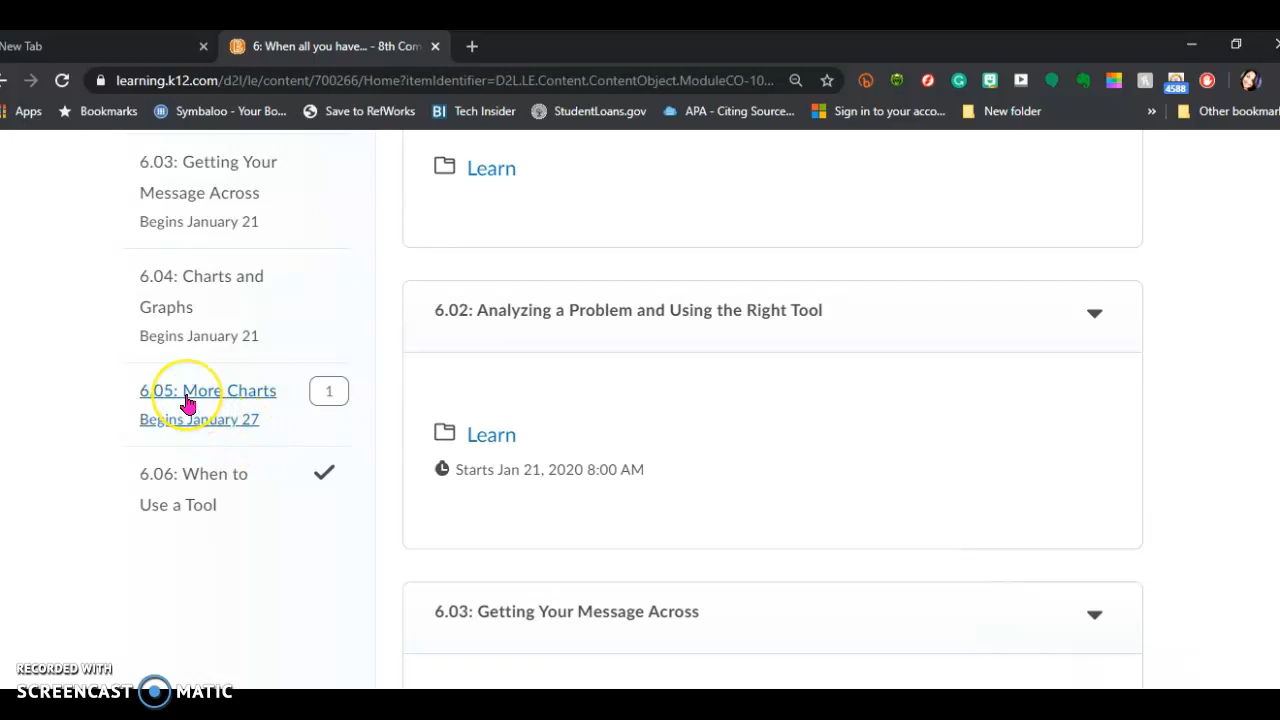 New Tab
6: When all you have... - 8th Com
learning.k12.com/d2l/le/content/700266/Home?itemIdentifier=D2L.LE.Content.ContentObject.ModuleCO-10...
4588
Apps
Bookmarks
Symbaloo - Your Bo...
Save to RefWorks
BI Tech Insider
StudentLoans.gov
APA - Citing Source...
Sign in to your acco...
New folder
»
Other bookmar
6.03: Getting Your
Message Across
Begins January 21
6.04: Charts and
Graphs
Begins January 21
6.05: More Charts
1
Begins January 27
6.06: When to
Use a Tool
Learn
6.02: Analyzing a Problem and Using the Right Tool
Learn
Starts Jan 21, 2020 8:00 AM
6.03: Getting Your Message Across
RECORDED WITH
SCREENCAST MATIC